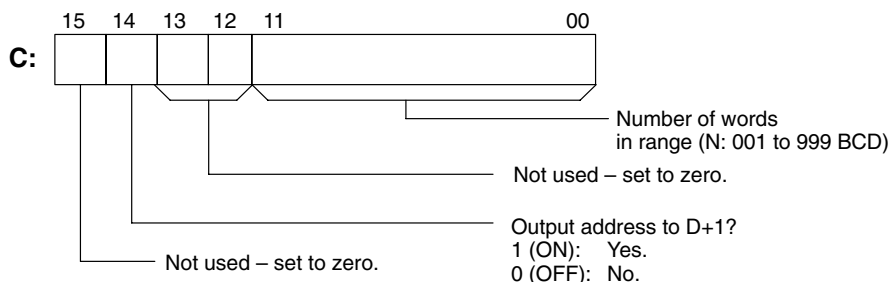 15 14 13 12 11 00
C:
Number of words
in range (N: 001 to 999 BCD)
Not used – set to zero.
Output address to D+1?
1 (ON): Yes.
0 (OFF): No.
Not used – set to zero.